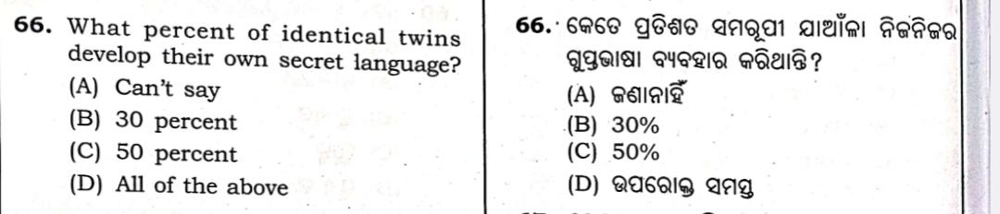 66. What percent of identical twins
develop their own secret language?
(A) Can't say
(B) 30 percent
(C) 50 percent
(D) All of the above
66. କେତେ ପ୍ରତିଶତ ସମରୂପୀ ଯାଆଁଳା ନିଜନିଜର
ଗୁପ୍ତଭାଷା ବ୍ୟବହାର କରିଥାନ୍ତି?
(A) ଜଣାନାହିଁ
(B) 30%
(C) 50%
(D) ଉପରୋକ୍ତ ସମସ୍ତ